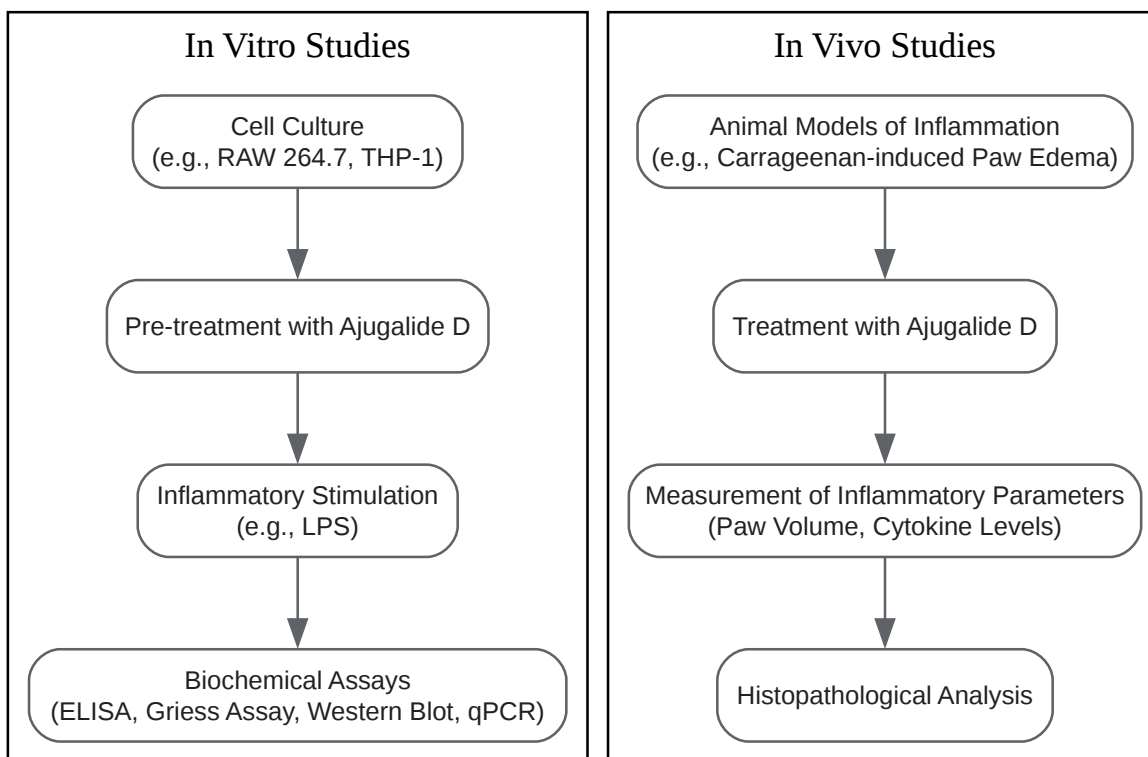 In Vitro Studies
Cell Culture
(e.g., RAW 264.7, THP-1)
Pre-treatment with Ajugalide D
Inflammatory Stimulation
(e.g., LPS)
Biochemical Assays
(ELISA, Griess Assay, Western Blot, qPCR)
In Vivo Studies
Animal Models of Inflammation
(e.g., Carrageenan-induced Paw Edema)
Treatment with Ajugalide D
Measurement of Inflammatory Parameters
(Paw Volume, Cytokine Levels)
Histopathological Analysis